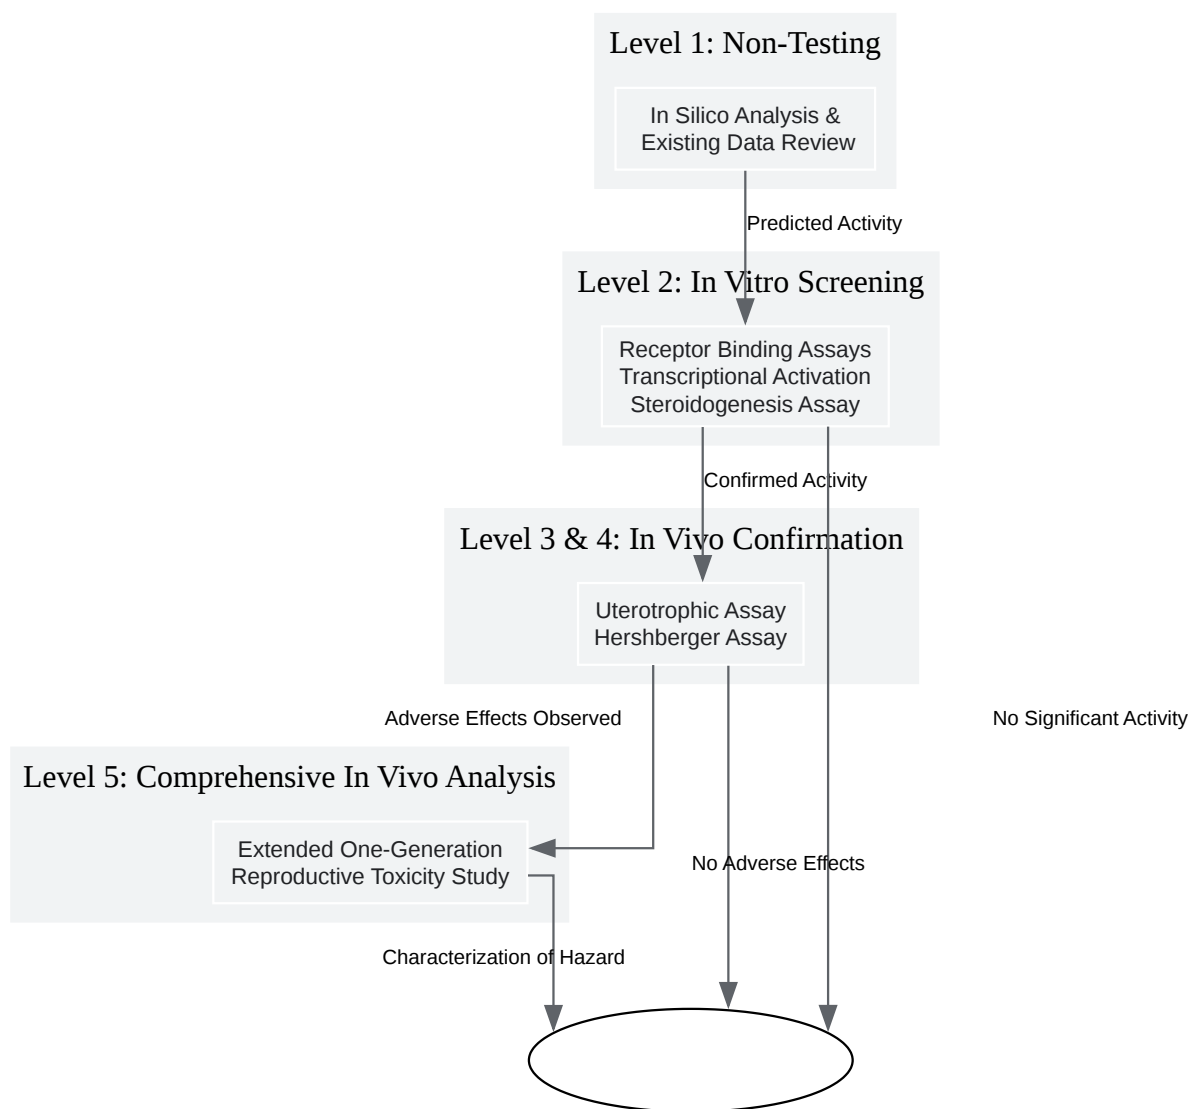 Level 1: Non-Testing
In Silico Analysis &
Existing Data Review
Predicted Activity
Level 2: In Vitro Screening
Receptor Binding Assays
Transcriptional Activation
Steroidogenesis Assay
Confirmed Activity
Level 3 & 4: In Vivo Confirmation
Uterotrophic Assay
Hershberger Assay
Adverse Effects Observed
No Significant Activity
Level 5: Comprehensive In Vivo Analysis
Extended One-Generation
Reproductive Toxicity Study
No Adverse Effects
Characterization of Hazard